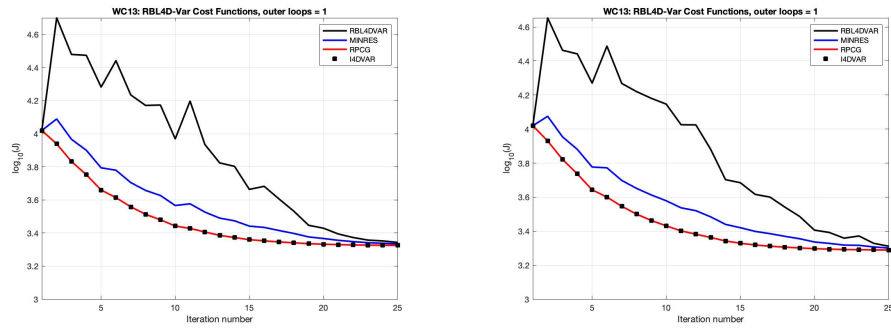 WC13: RBL4D-Var Cost Functions, outer loops = 1
RBL4DVAR
MINRES
RPCG
I4DVAR
4.6
4.4
4.2
4
3.8
3.6
3.4
3.2
3
log10(J)
5
10
15
20
25
Iteration number
WC13: RBL4D-Var Cost Functions, outer loops = 1
RBL4DVAR
MINRES
RPCG
I4DVAR
4.6
4.4
4.2
4
3.8
3.6
3.4
3.2
3
log10(J)
5
10
15
20
25
Iteration number